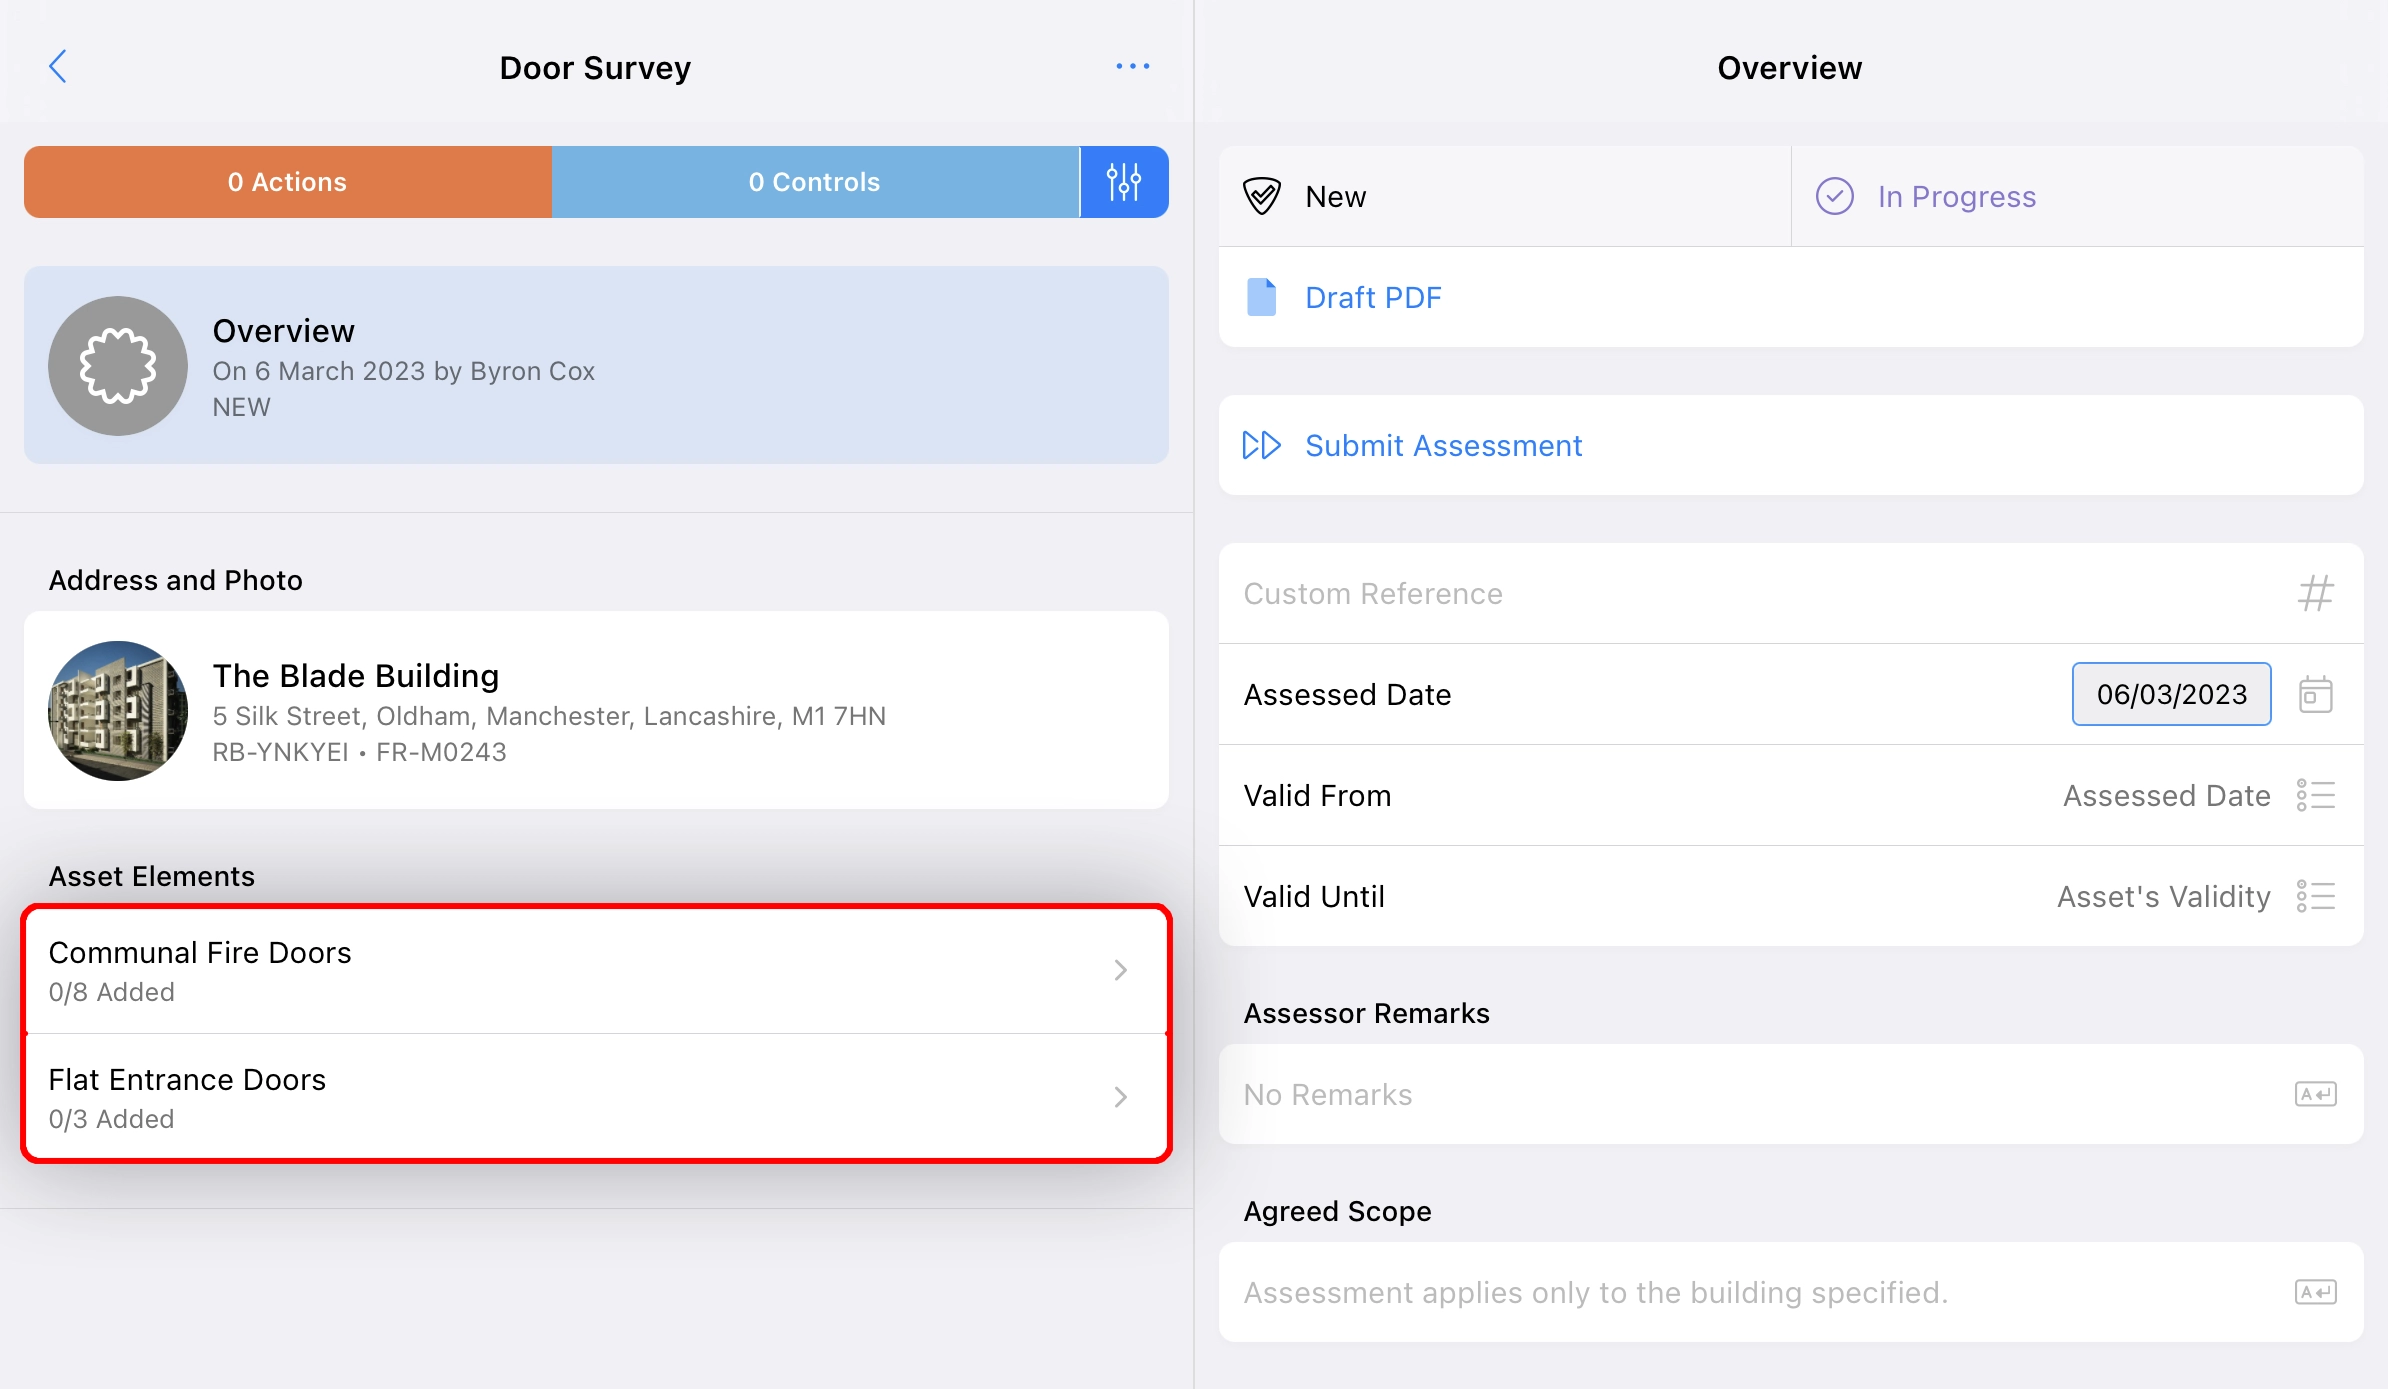 Door Survey
0 Actions
0 Controls
Overview
On 6 March 2023 by Byron Cox
NEW
Address and Photo
The Blade Building
5 Silk Street, Oldham, Manchester, Lancashire, M1 7HN
RB-YNKYEI • FR-M0243
Asset Elements
Communal Fire Doors
0/8 Added
Flat Entrance Doors
0/3 Added
Overview
New
In Progress
Draft PDF
Submit Assessment
Custom Reference
Assessed Date
06/03/2023
Valid From
Assessed Date
Valid Until
Asset's Validity
Assessor Remarks
No Remarks
Agreed Scope
Assessment applies only to the building specified.